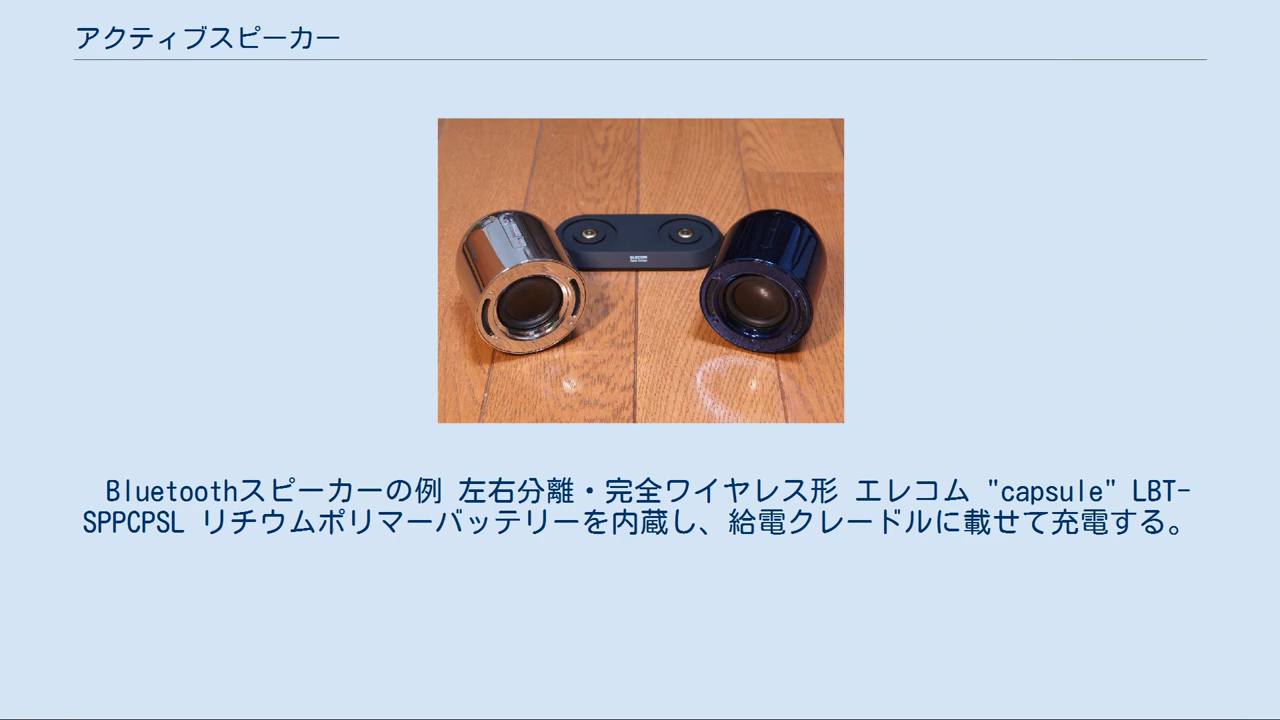 アクティブスピーカー
ELECOM
Bluetoothスピーカーの例 左右分離・完全ワイヤレス形 エレコム "capsule" LBT-
SPPCPSL リチウムポリマーバッテリーを内蔵し、給電クレードルに載せて充電する。